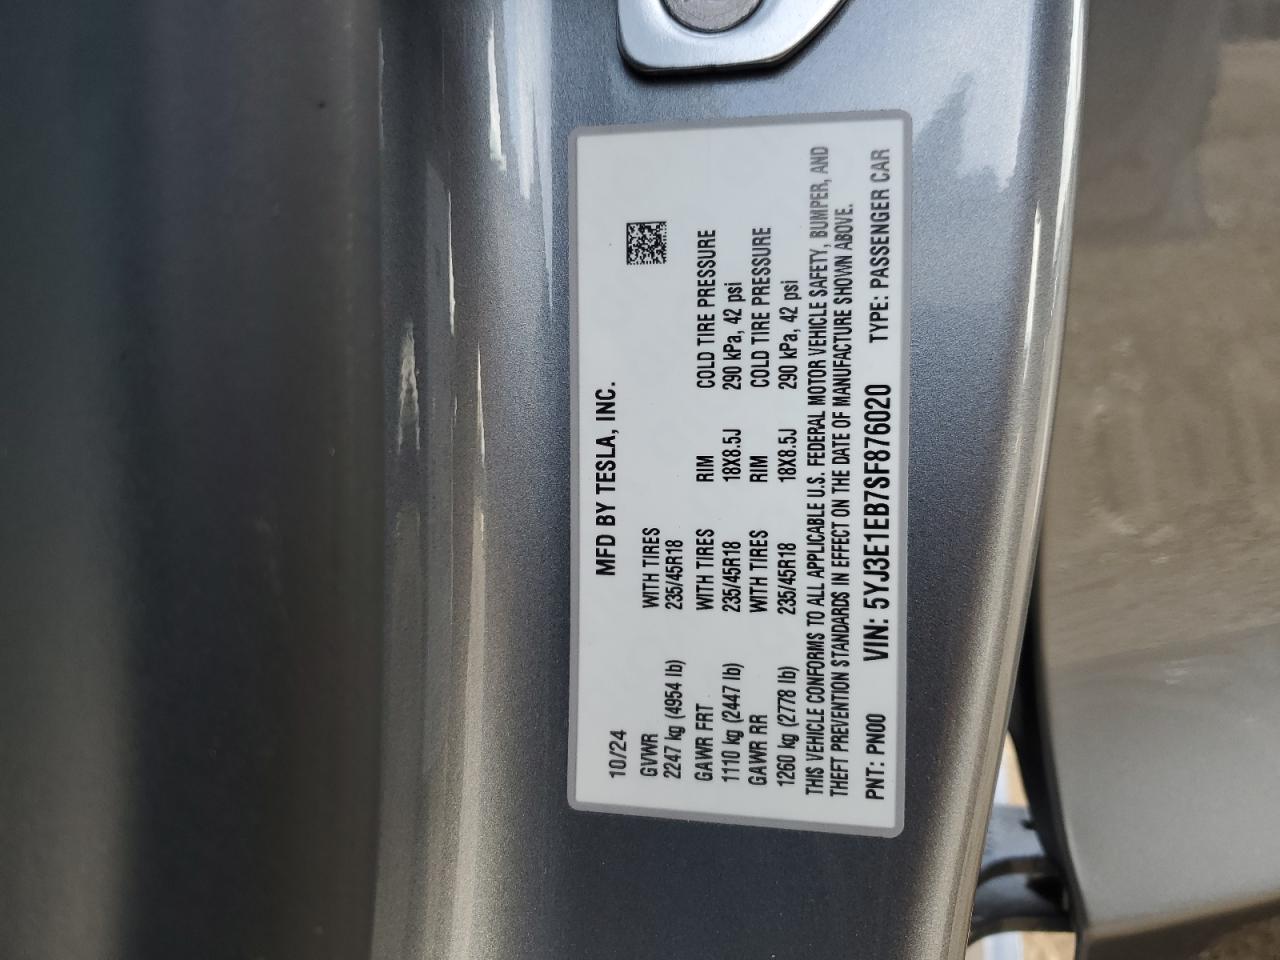 MFD BY TESLA, INC.
10/24
GVWR WITH TIRES
2247 kg (4954 lb) 235/45R18
GAWR FRT WITH TIRES RIM COLD TIRE PRESSURE
1110 kg (2447 lb) 235/45R18 18X8.5J 290 kPa, 42 psi
GAWR RR WITH TIRES RIM COLD TIRE PRESSURE
1260 kg (2778 lb) 235/45R18 18X8.5J 290 kPa, 42 psi
THIS VEHICLE CONFORMS TO ALL APPLICABLE U.S. FEDERAL MOTOR VEHICLE SAFETY, BUMPER, AND
THEFT PREVENTION STANDARDS IN EFFECT ON THE DATE OF MANUFACTURE SHOWN ABOVE.
PNT: PN00 VIN: 5YJ3E1EB7SF876020 TYPE: PASSENGER CAR